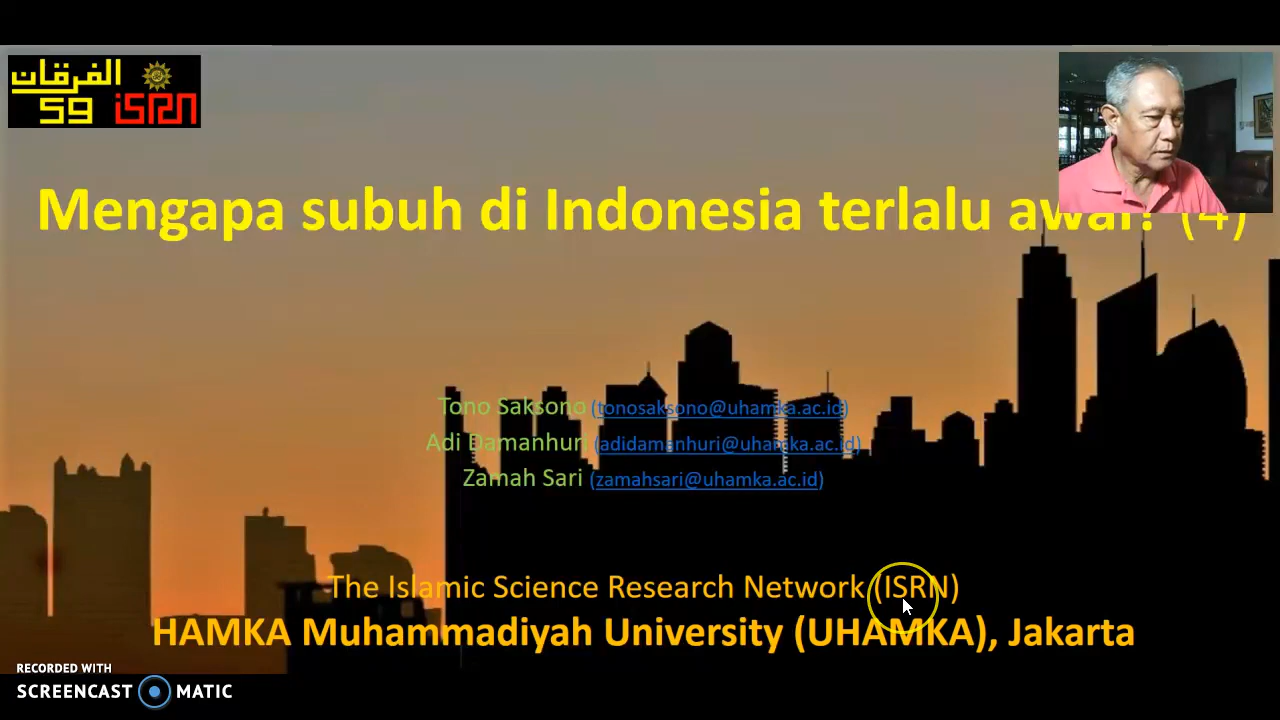 الفرقان
59 ISRN
Mengapa subuh di Indonesia terlalu awal? (4)
Tono Saksono (tonosaksono@uhamka.ac.id)
Adi Damanhuri (adidamanhuri@uhamka.ac.id)
Zamah Sari (zamahsari@uhamka.ac.id)
The Islamic Science Research Network (ISRN)
HAMKA Muhammadiyah University (UHAMKA), Jakarta
RECORDED WITH
SCREENCAST MATIC